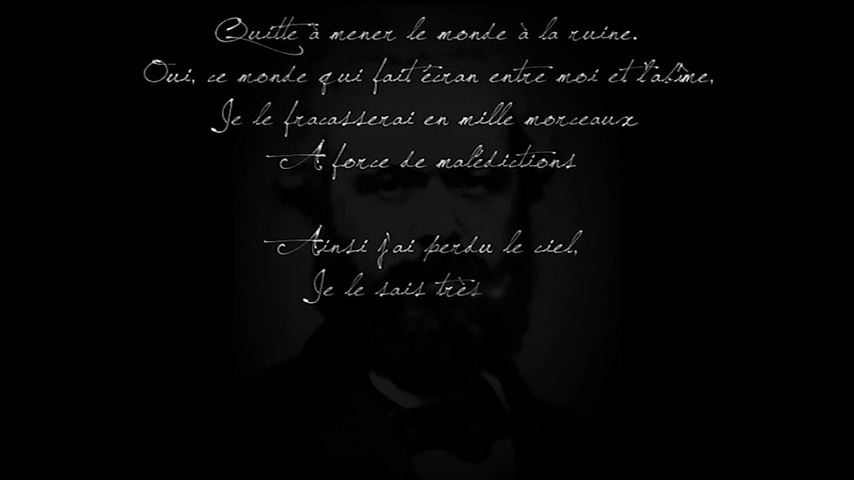 Quitte à mener le monde à la ruine.
Oui, ce monde qui fait écran entre moi et l'abîme,
Je le fracasserai en mille morceaux
A force de malédictions
Ainsi j'ai perdu le ciel,
Je le sais très